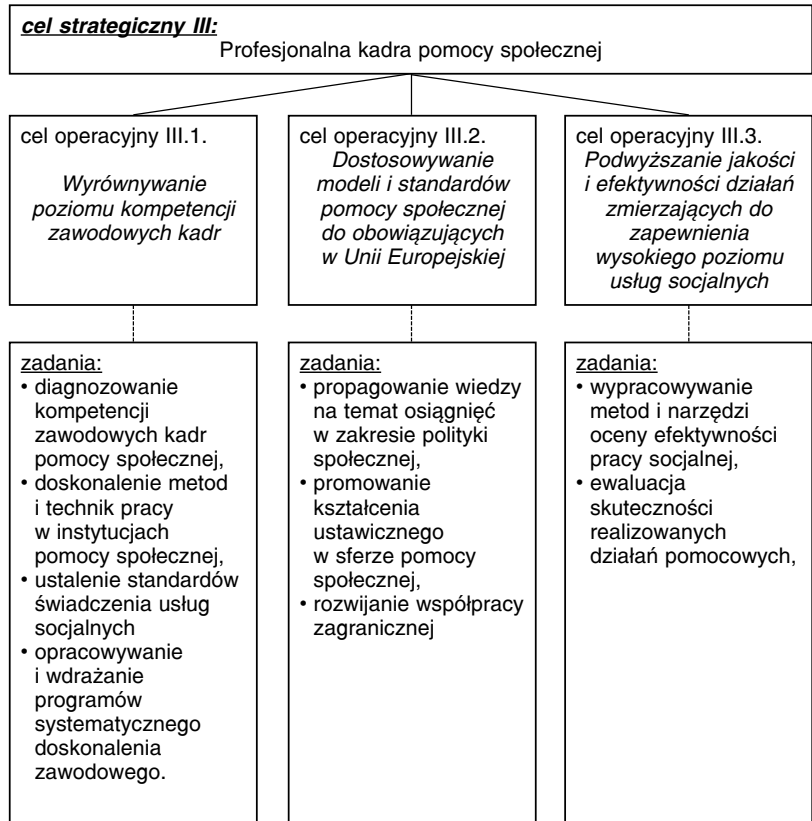 cel strategiczny III:
Profesjonalna kadra pomocy społecznej
cel operacyjny III.1.
Wyrównywanie
poziomu kompetencji
zawodowych kadr
cel operacyjny III.2.
Dostosowywanie
modeli i standardów
pomocy społecznej
do obowiązujących
w Unii Europejskiej
cel operacyjny III.3.
Podwyższanie jakości
i efektywności działań
zmierzających do
zapewnienia
wysokiego poziomu
usług socjalnych
zadania:
• diagnozowanie
kompetencji
zawodowych kadr
pomocy społecznej,
• doskonalenie metod
i technik pracy
w instytucjach
pomocy społecznej,
• ustalenie standardów
świadczenia usług
socjalnych
• opracowywanie
i wdrażanie
programów
systematycznego
doskonalenia
zawodowego.
zadania:
• propagowanie wiedzy
na temat osiągnięć
w zakresie polityki
społecznej,
• promowanie
kształcenia
ustawicznego
w sferze pomocy
społecznej,
• rozwijanie współpracy
zagranicznej
zadania:
• wypracowywanie
metod i narzędzi
oceny efektywności
pracy socjalnej,
• ewaluacja
skuteczności
realizowanych
działań pomocowych,